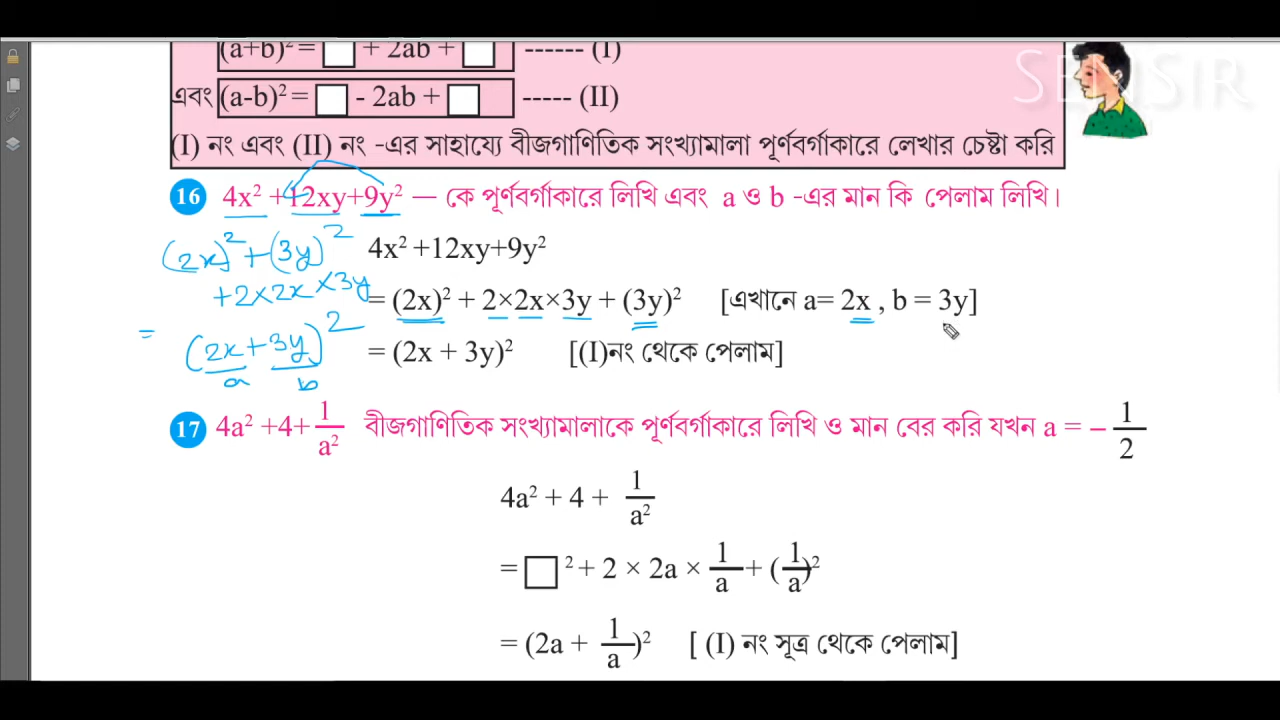 SENSIR
(a+b)² = □ + 2ab + □ ------ (I)
এবং (a-b)² = □ - 2ab + □ ----- (II)
(I) নং এবং (II) নং -এর সাহায্যে বীজগাণিতিক সংখ্যামালা পূর্ণবর্গাকারে লেখার চেষ্টা করি
16 4x² +12xy+9y² — কে পূর্ণবর্গাকারে লিখি এবং a ও b -এর মান কি পেলাম লিখি।
(2x)² + (3y)²
+2×2x×3y
= (2x+3y)²
a b
4x² +12xy+9y²
= (2x)² + 2×2x×3y + (3y)² [এখানে a= 2x , b = 3y]
= (2x + 3y)² [(I)নং থেকে পেলাম]
17 4a² +4+ 1/a² বীজগাণিতিক সংখ্যামালাকে পূর্ণবর্গাকারে লিখি ও মান বের করি যখন a = – 1/2
4a² + 4 + 1/a²
= □ ² + 2 × 2a × 1/a + (1/a)²
= (2a + 1/a)² [ (I) নং সূত্র থেকে পেলাম]